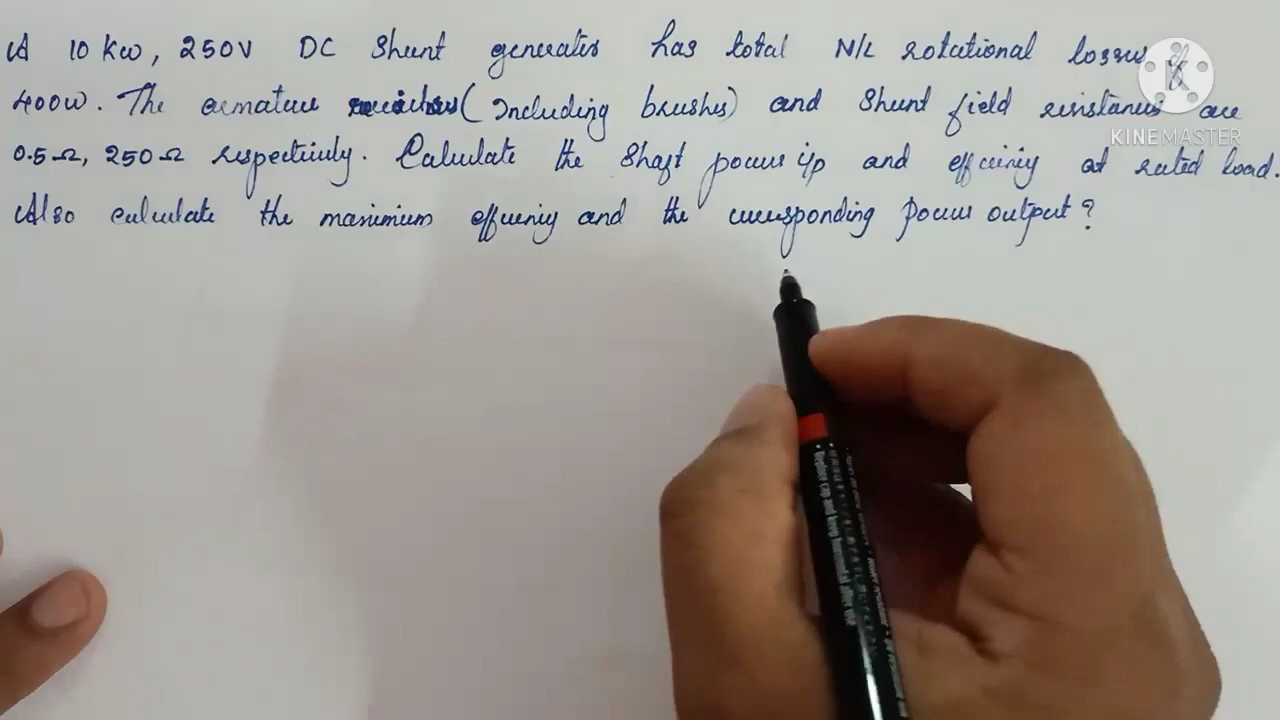 A 10 kw, 250V DC Shunt generator has total N/L rotational losses of
400w. The armature (Including brushes) and Shunt field resistances are
0.5Ω, 250Ω respectively. Calculate the Shaft power i/p and efficiency at rated load.
Also calculate the maximum efficiency and the corresponding Power output?
K
KINEMASTER